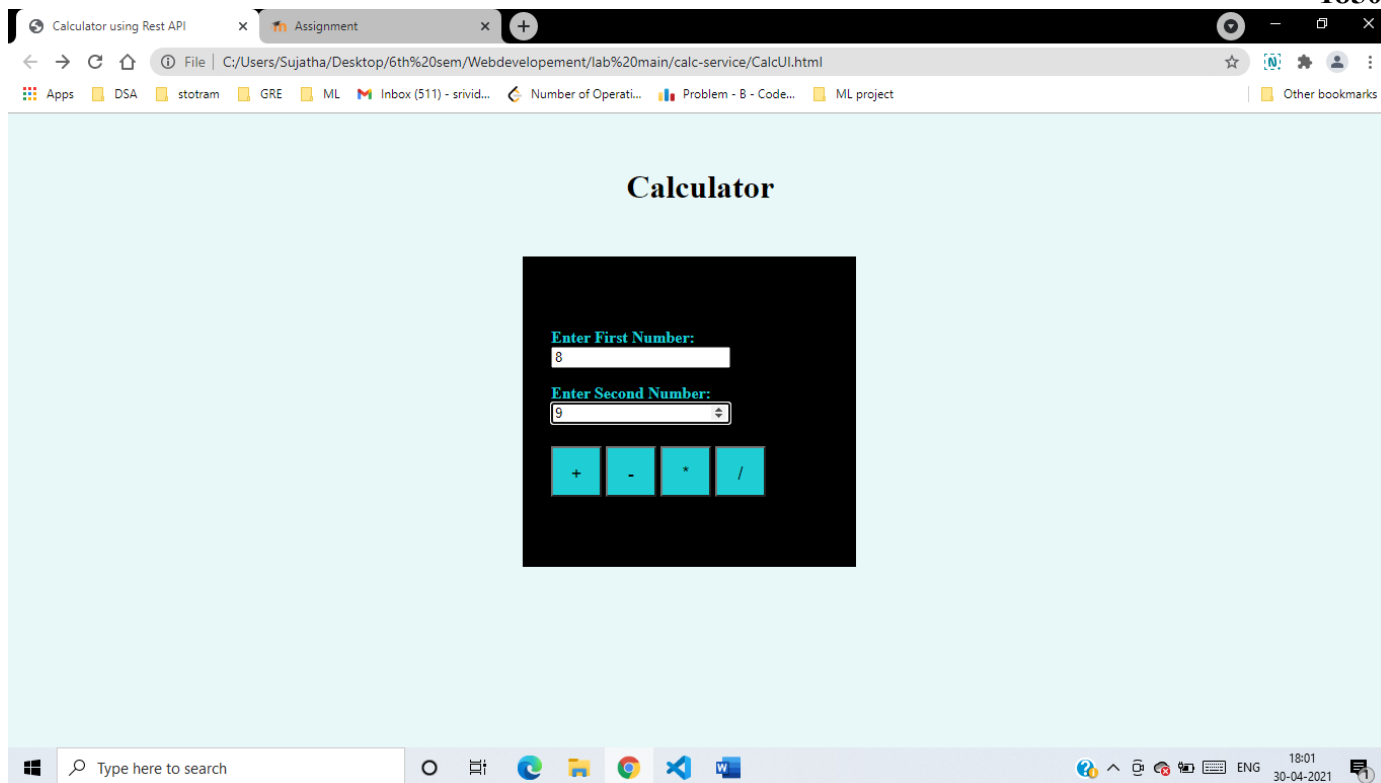 Calculator using Rest API
Assignment
File | C:/Users/Sujatha/Desktop/6th%20sem/Webdevelopement/lab%20main/calc-service/CalcUI.html
Apps DSA stotram GRE ML Inbox (511) - srivid... Number of Operati... Problem - B - Code... ML project Other bookmarks
Calculator
Enter First Number:
8
Enter Second Number:
9
+ - * /
Type here to search
ENG
18:01
30-04-2021
1